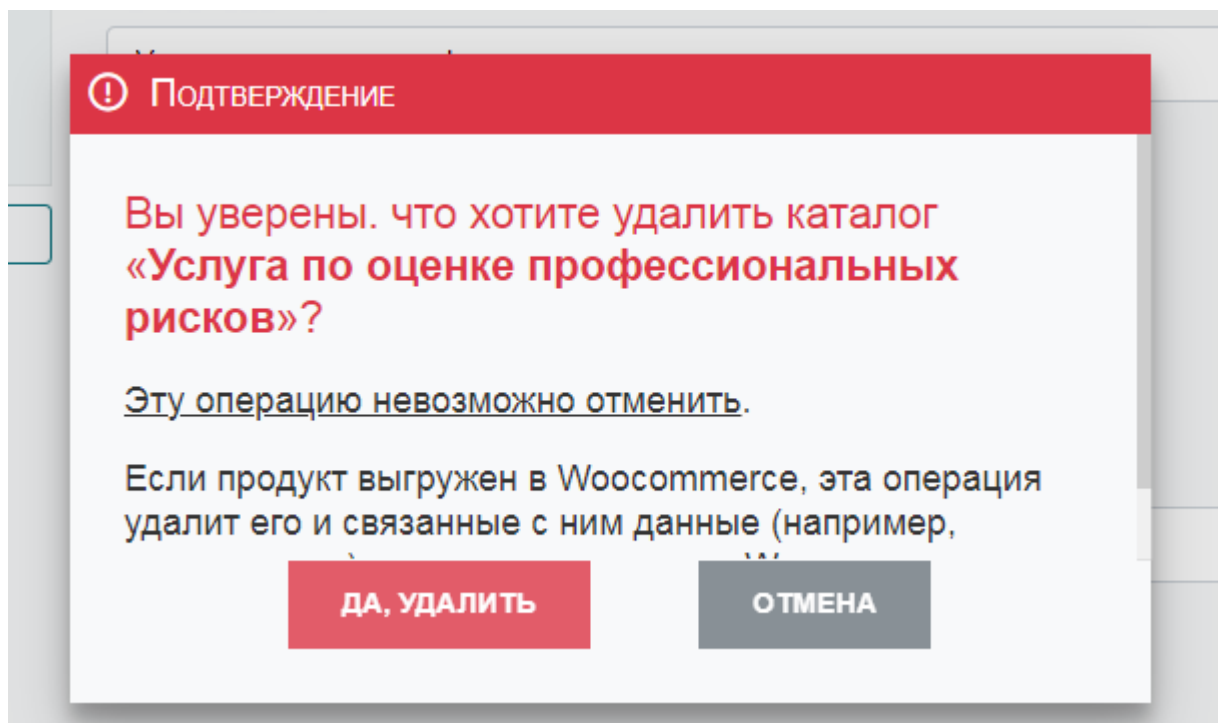 Подтверждение
Вы уверены. что хотите удалить каталог
«Услуга по оценке профессиональных
рисков»?
Эту операцию невозможно отменить.
Если продукт выгружен в Woocommerce, эта операция
удалит его и связанные с ним данные (например,
ДА, УДАЛИТЬ
ОТМЕНА